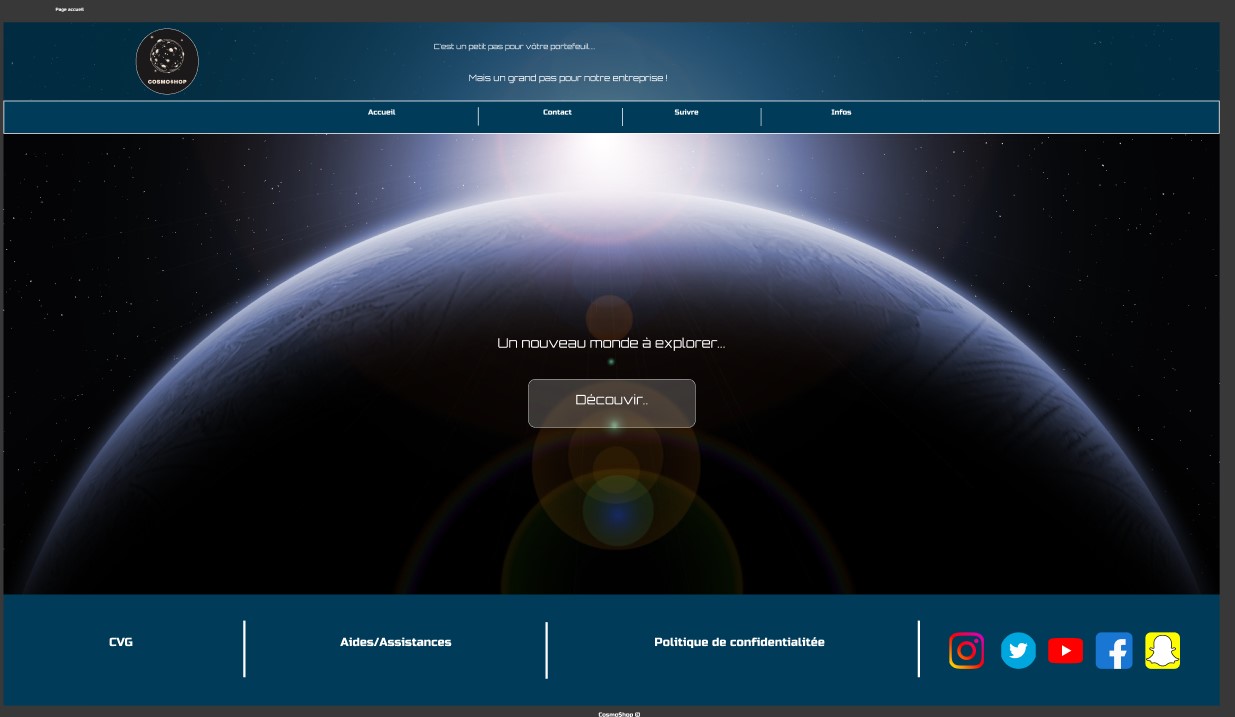 Page accueil
COSMOSHOP
C'est un petit pas pour vôtre portefeuil...
Mais un grand pas pour notre entreprise !
Accueil
Contact
Suivre
Infos
Un nouveau monde à explorer...
Découvir..
CVG
Aides/Assistances
Politique de confidentialitée
CosmoShop ©